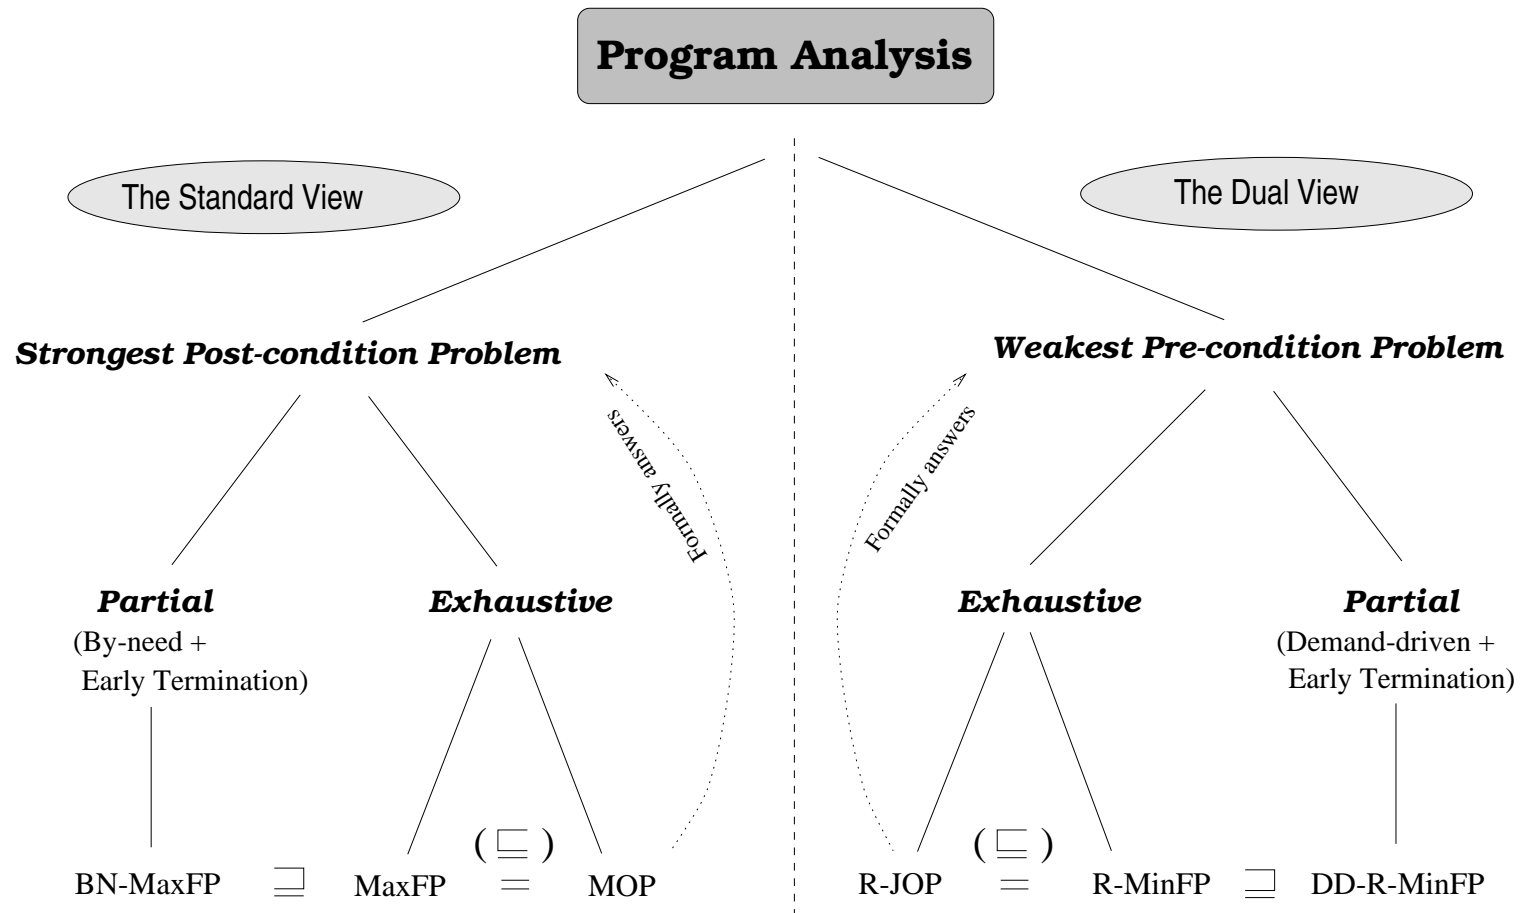 Program Analysis
The Standard View
The Dual View
Strongest Post-condition Problem
Weakest Pre-condition Problem
Formally answers
Formally answers
Partial
(By-need +
Early Termination)
Exhaustive
Exhaustive
Partial
(Demand-driven +
Early Termination)
( ⊑ )
( ⊑ )
BN-MaxFP ⊒ MaxFP = MOP
R-JOP = R-MinFP ⊒ DD-R-MinFP